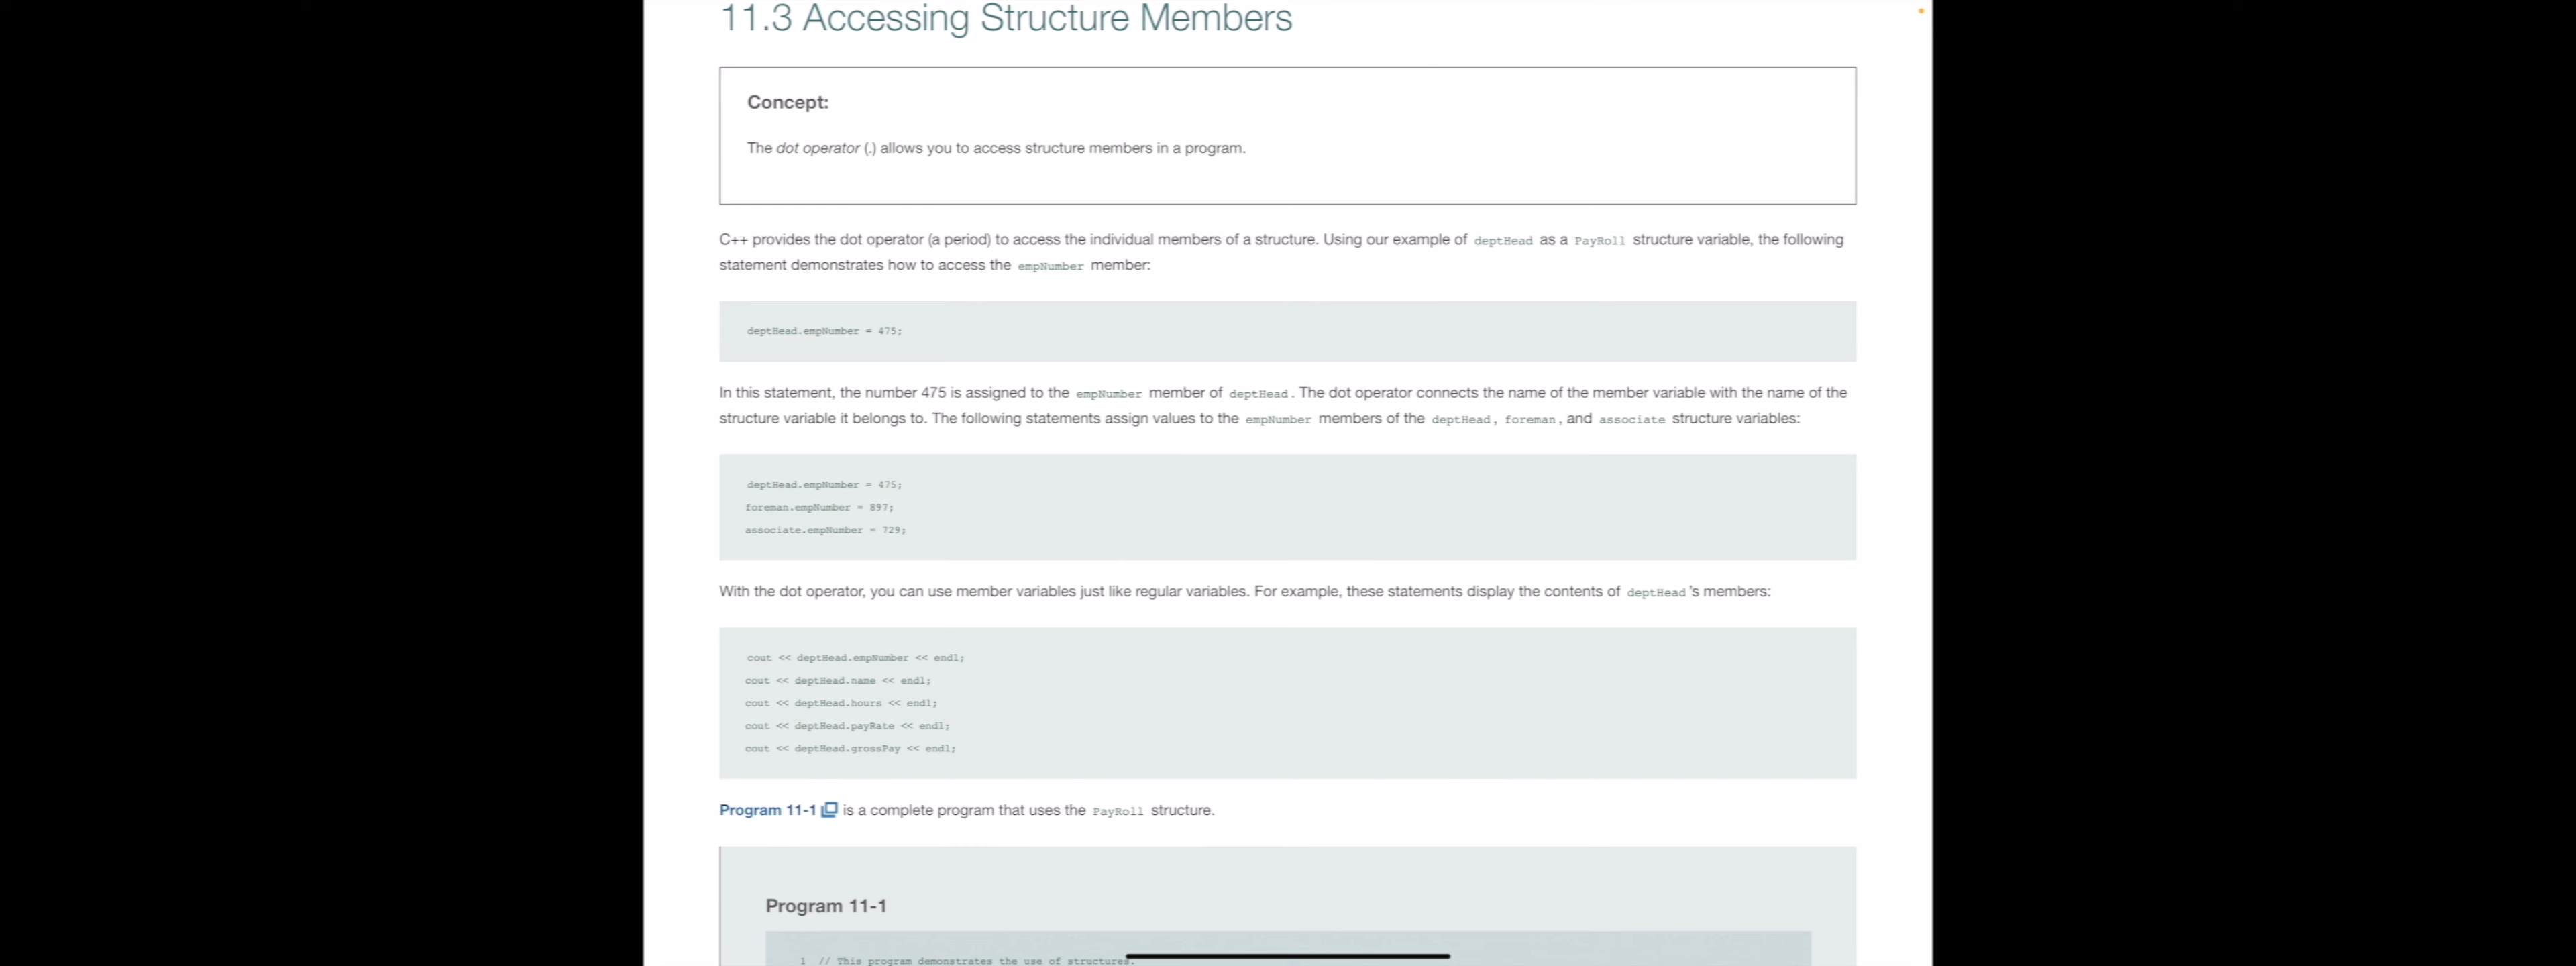 11.3 Accessing Structure Members
Concept:
The dot operator (.) allows you to access structure members in a program.
C++ provides the dot operator (a period) to access the individual members of a structure. Using our example of deptHead as a PayRoll structure variable, the following
statement demonstrates how to access the empNumber member:
deptHead.empNumber = 475;
In this statement, the number 475 is assigned to the empNumber member of deptHead. The dot operator connects the name of the member variable with the name of the
structure variable it belongs to. The following statements assign values to the empNumber members of the deptHead, foreman, and associate structure variables:
deptHead.empNumber = 475;
foreman.empNumber = 897;
associate.empNumber = 729;
With the dot operator, you can use member variables just like regular variables. For example, these statements display the contents of deptHead's members:
cout << deptHead.empNumber << endl;
cout << deptHead.name << endl;
cout << deptHead.hours << endl;
cout << deptHead.payRate << endl;
cout << deptHead.grossPay << endl;
Program 11-1 is a complete program that uses the PayRoll structure.
Program 11-1
1 // This program demonstrates the use of structures.